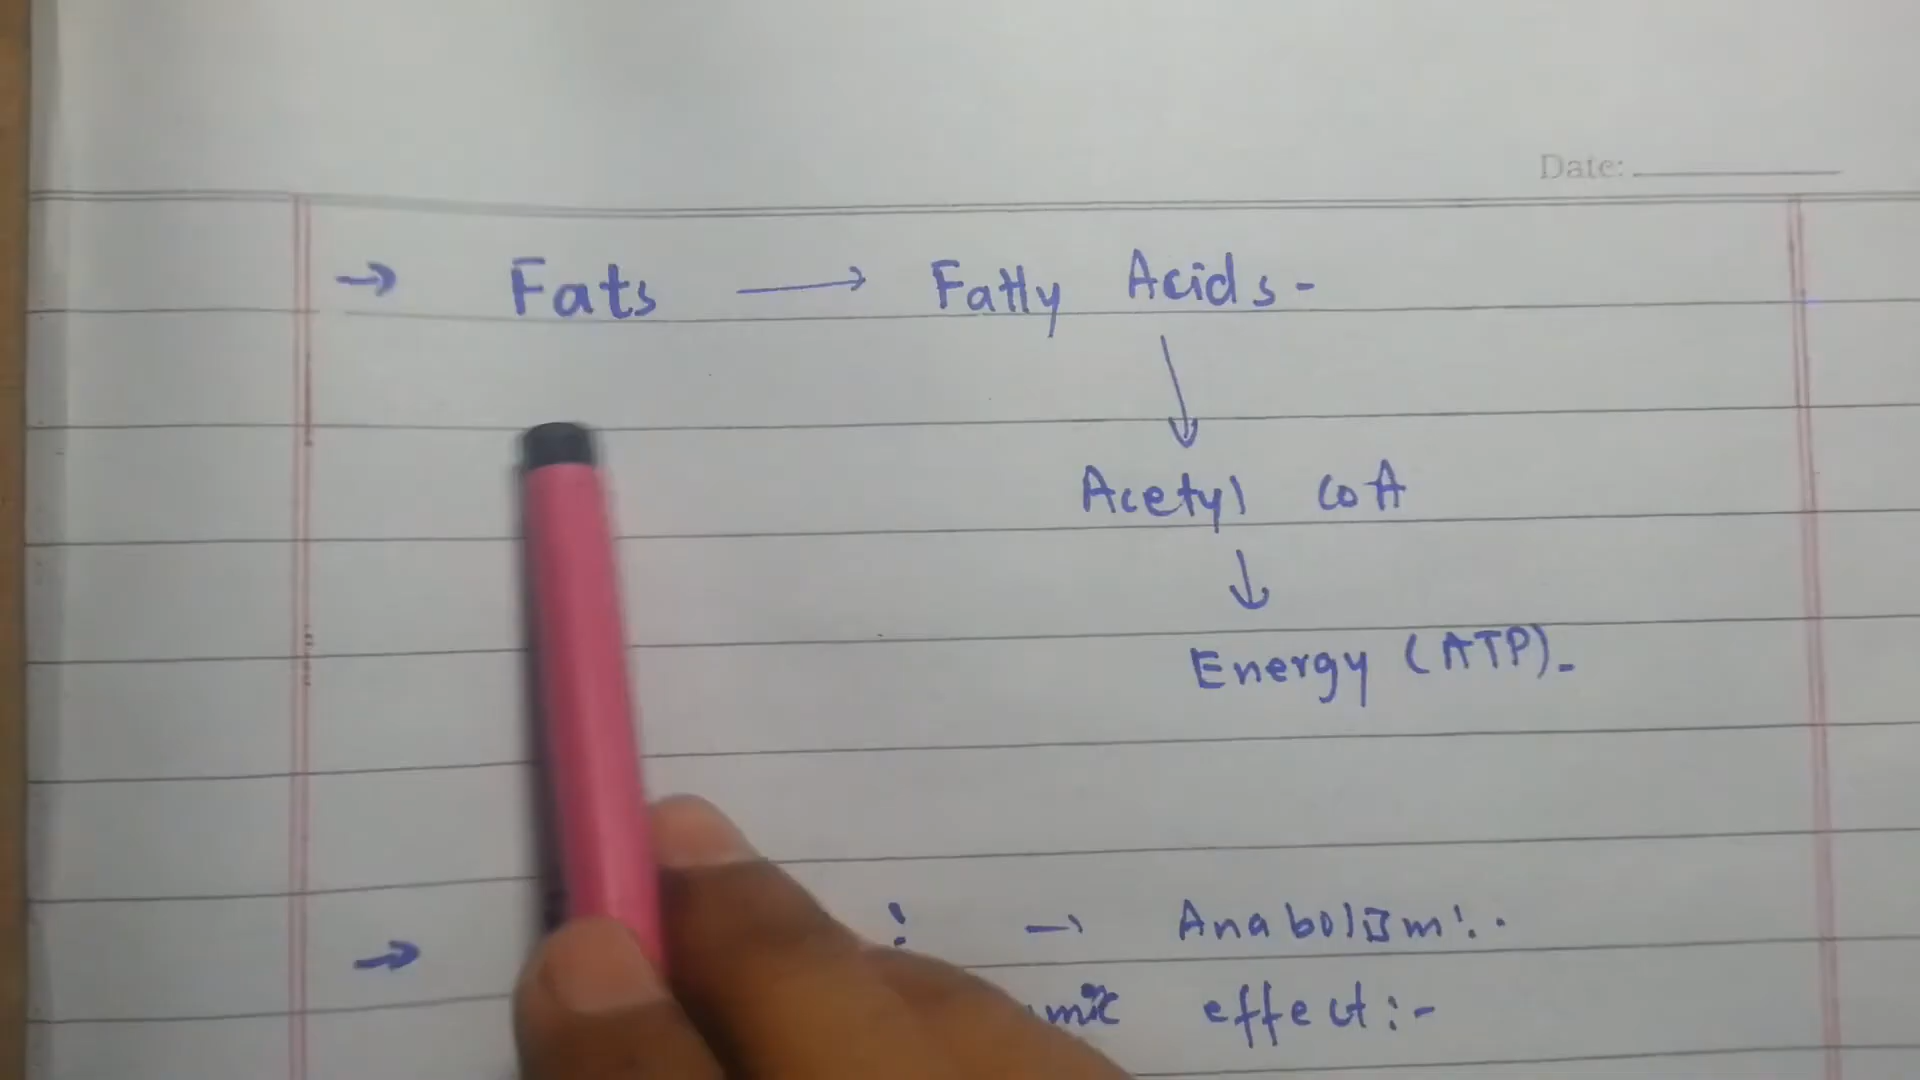 Date:
→ Fats → Fatty Acids -
↓
Acetyl CoA
↓
Energy (ATP).
→ : → Anabolism:.
effect:-